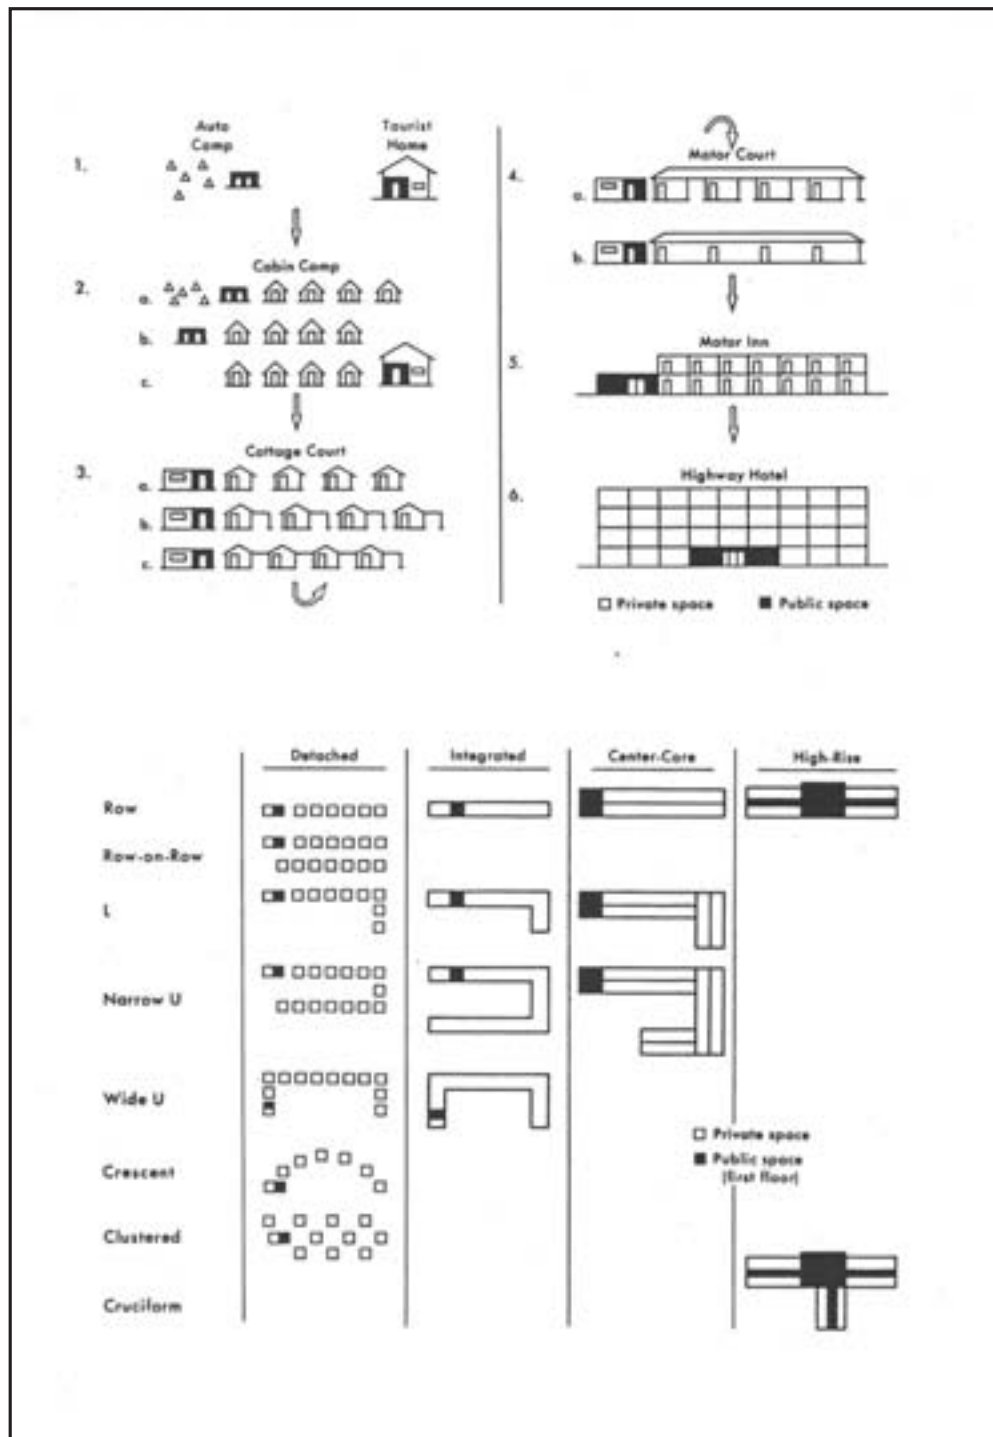 Auto Camp
Tourist Home
1.
Cabin Camp
2.
a.
b.
c.
Cottage Court
3.
a.
b.
c.
Motor Court
4.
a.
b.
Motor Inn
5.
Highway Hotel
6.
Private space
Public space
Detached
Integrated
Center-Core
High-Rise
Row
Row-on-Row
L
Narrow U
Wide U
Private space
Public space
(first floor)
Crescent
Clustered
Cruciform